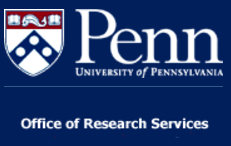 Penn
UNIVERSITY OF PENNSYLVANIA
Office of Research Services